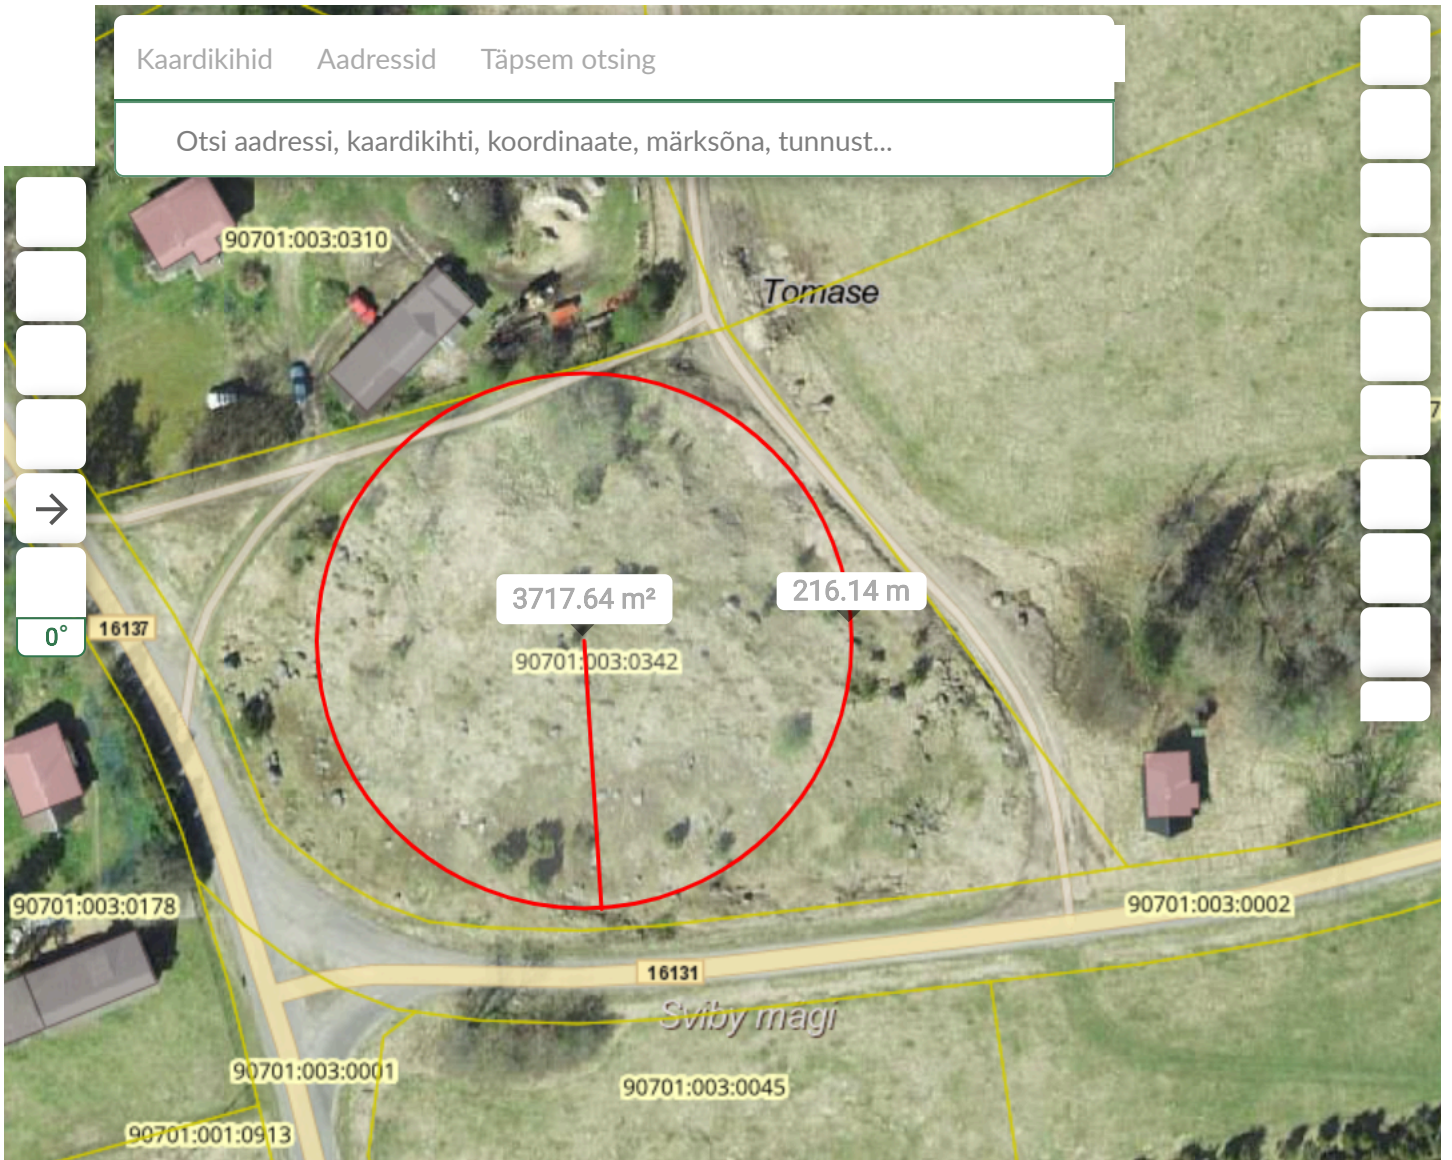 Kaardikihid Aadressid Täpsem otsing
Otsi aadressi, kaardikihti, koordinaate, märksõna, tunnust...
90701:003:0310
Tomase
7
3717.64 m²
216.14 m
0°
16137
90701:003:0342
90701:003:0178
90701:003:0002
16131
Sviby mägi
90701:003:0001
90701:003:0045
90701:001:0913